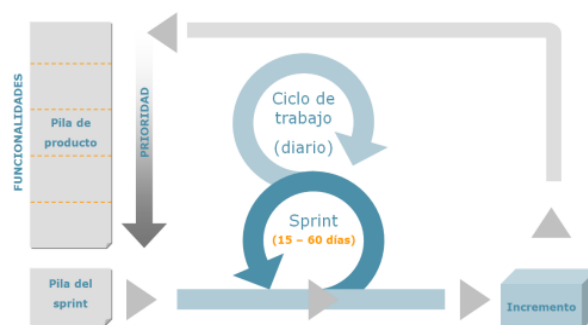 FUNCIONALIDADES
Pila de
producto
PRIORIDAD
Ciclo de
trabajo
(diario)
Sprint
(15 – 60 días)
Pila del
sprint
Incremento